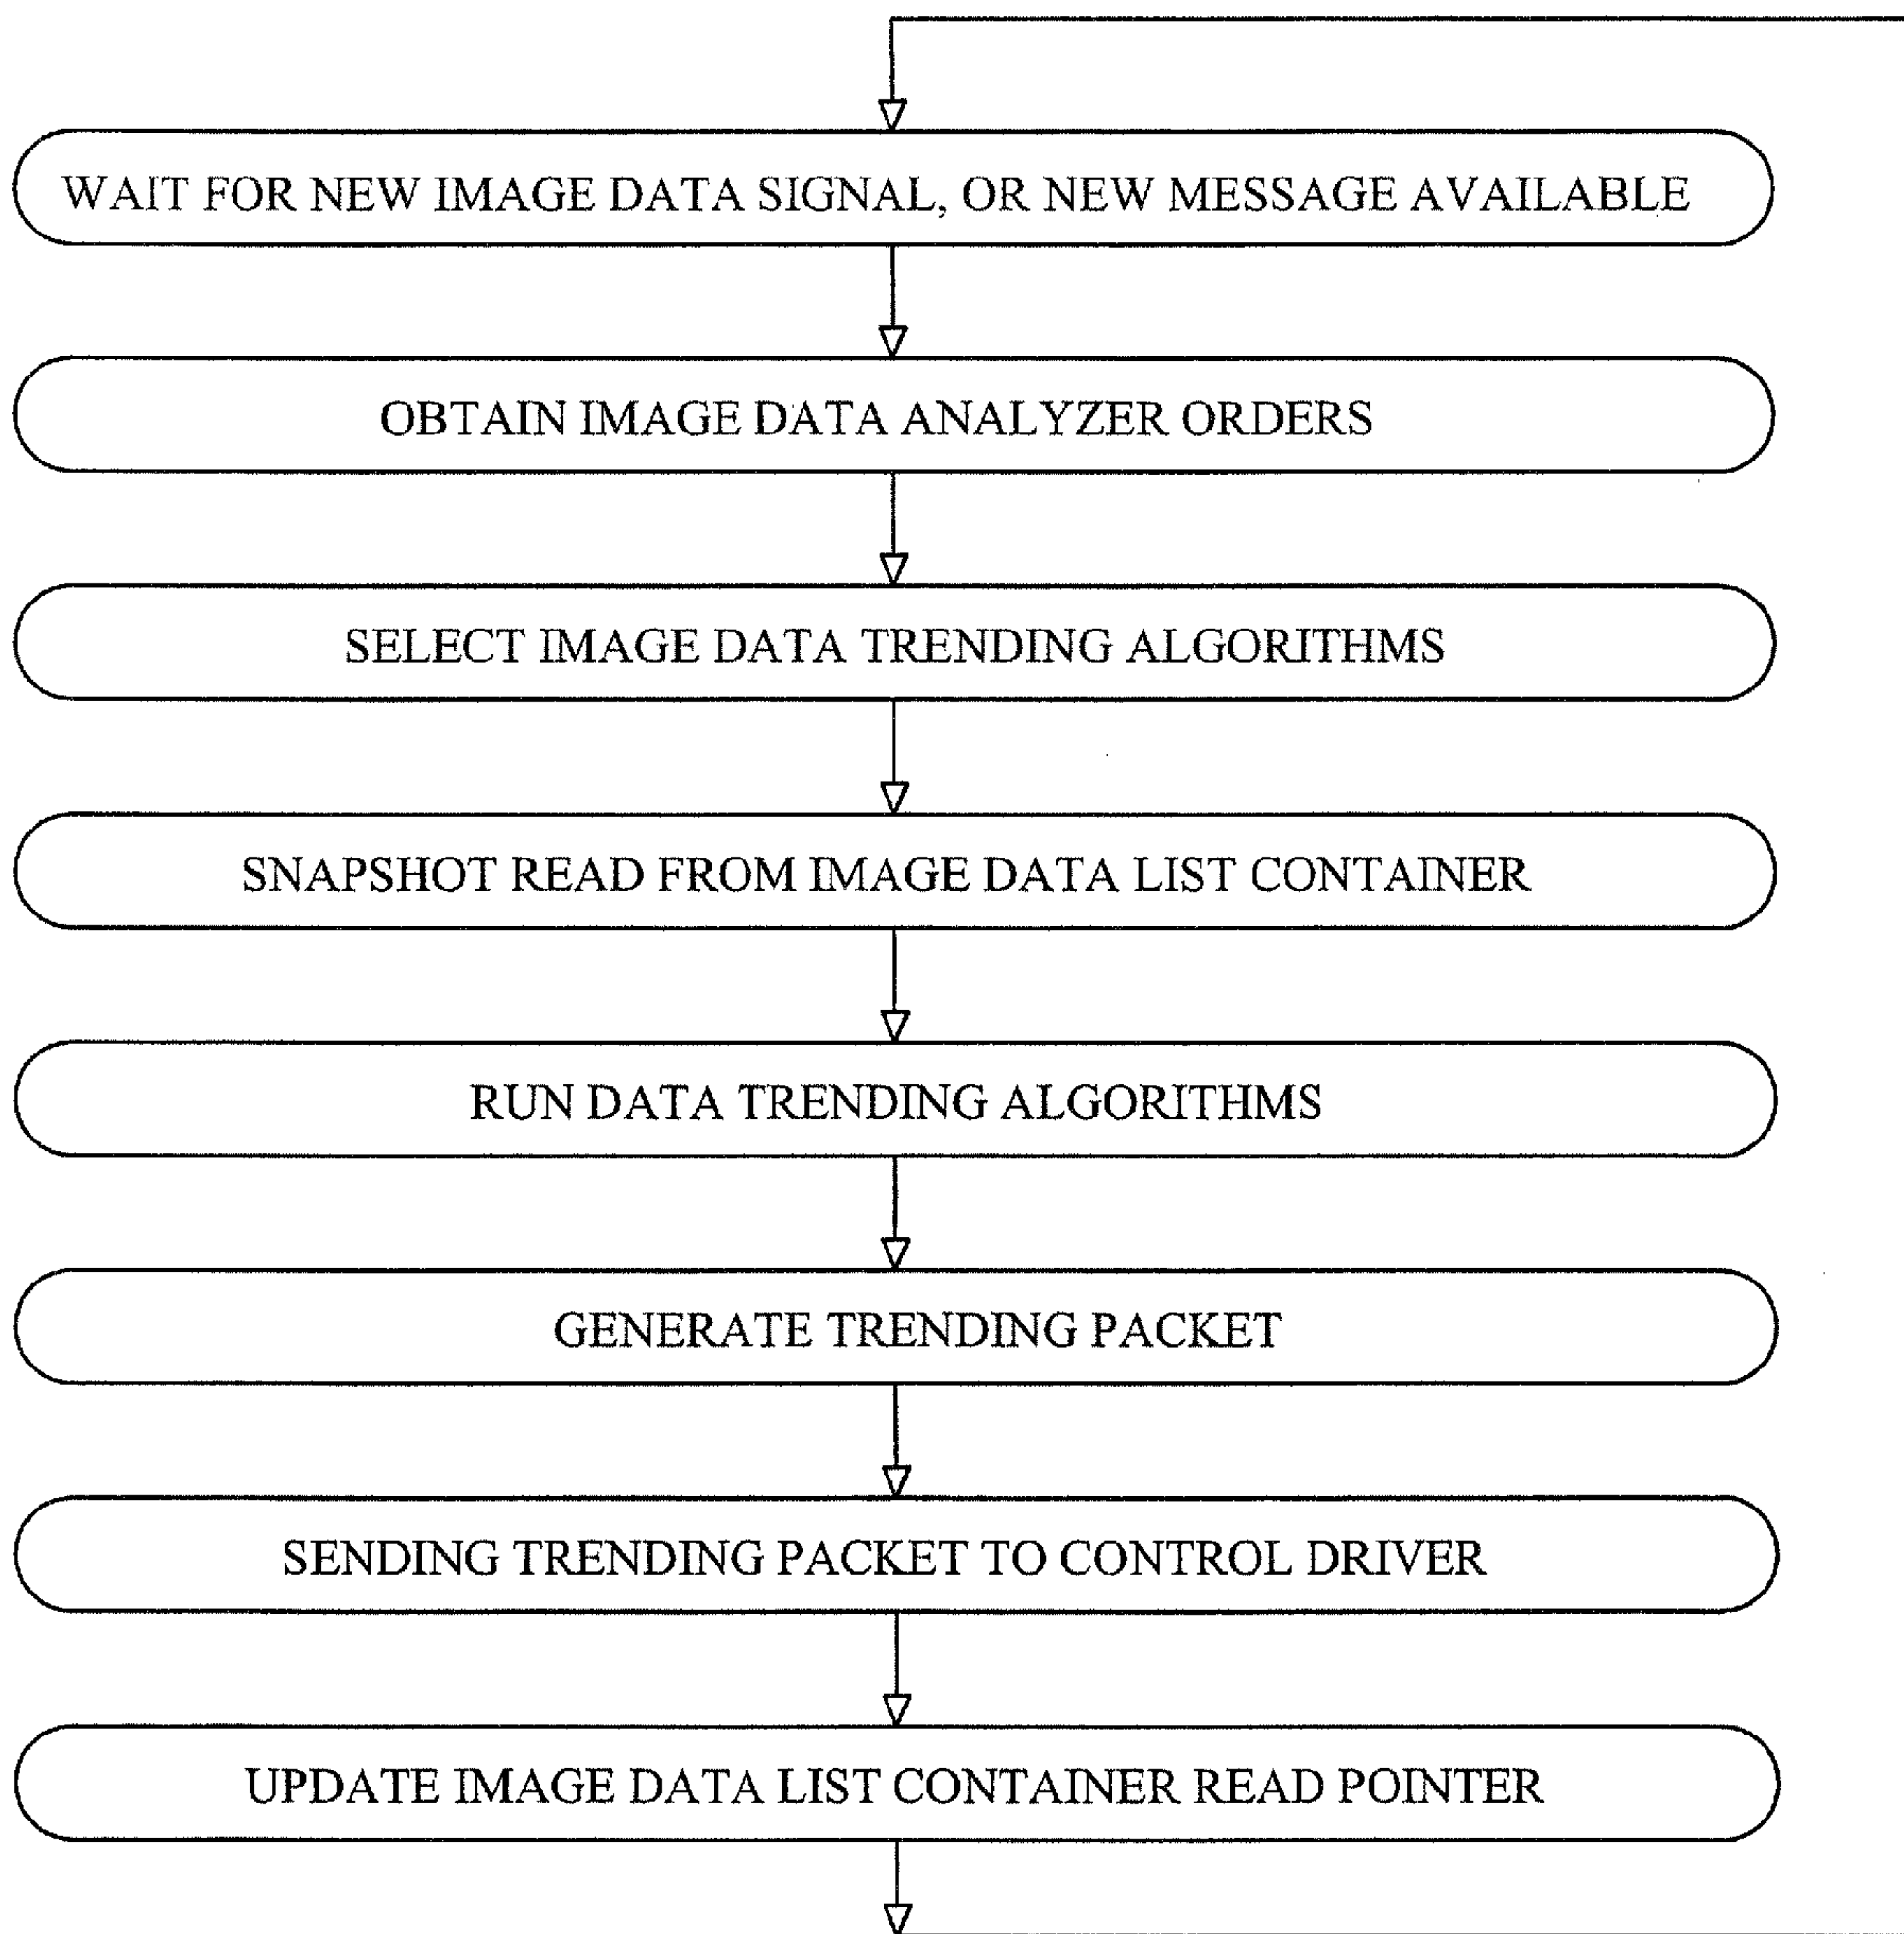 WAIT FOR NEW IMAGE DATA SIGNAL, OR NEW MESSAGE AVAILABLE
OBTAIN IMAGE DATA ANALYZER ORDERS
SELECT IMAGE DATA TRENDING ALGORITHMS
SNAPSHOT READ FROM IMAGE DATA LIST CONTAINER
RUN DATA TRENDING ALGORITHMS
GENERATE TRENDING PACKET
SENDING TRENDING PACKET TO CONTROL DRIVER
UPDATE IMAGE DATA LIST CONTAINER READ POINTER